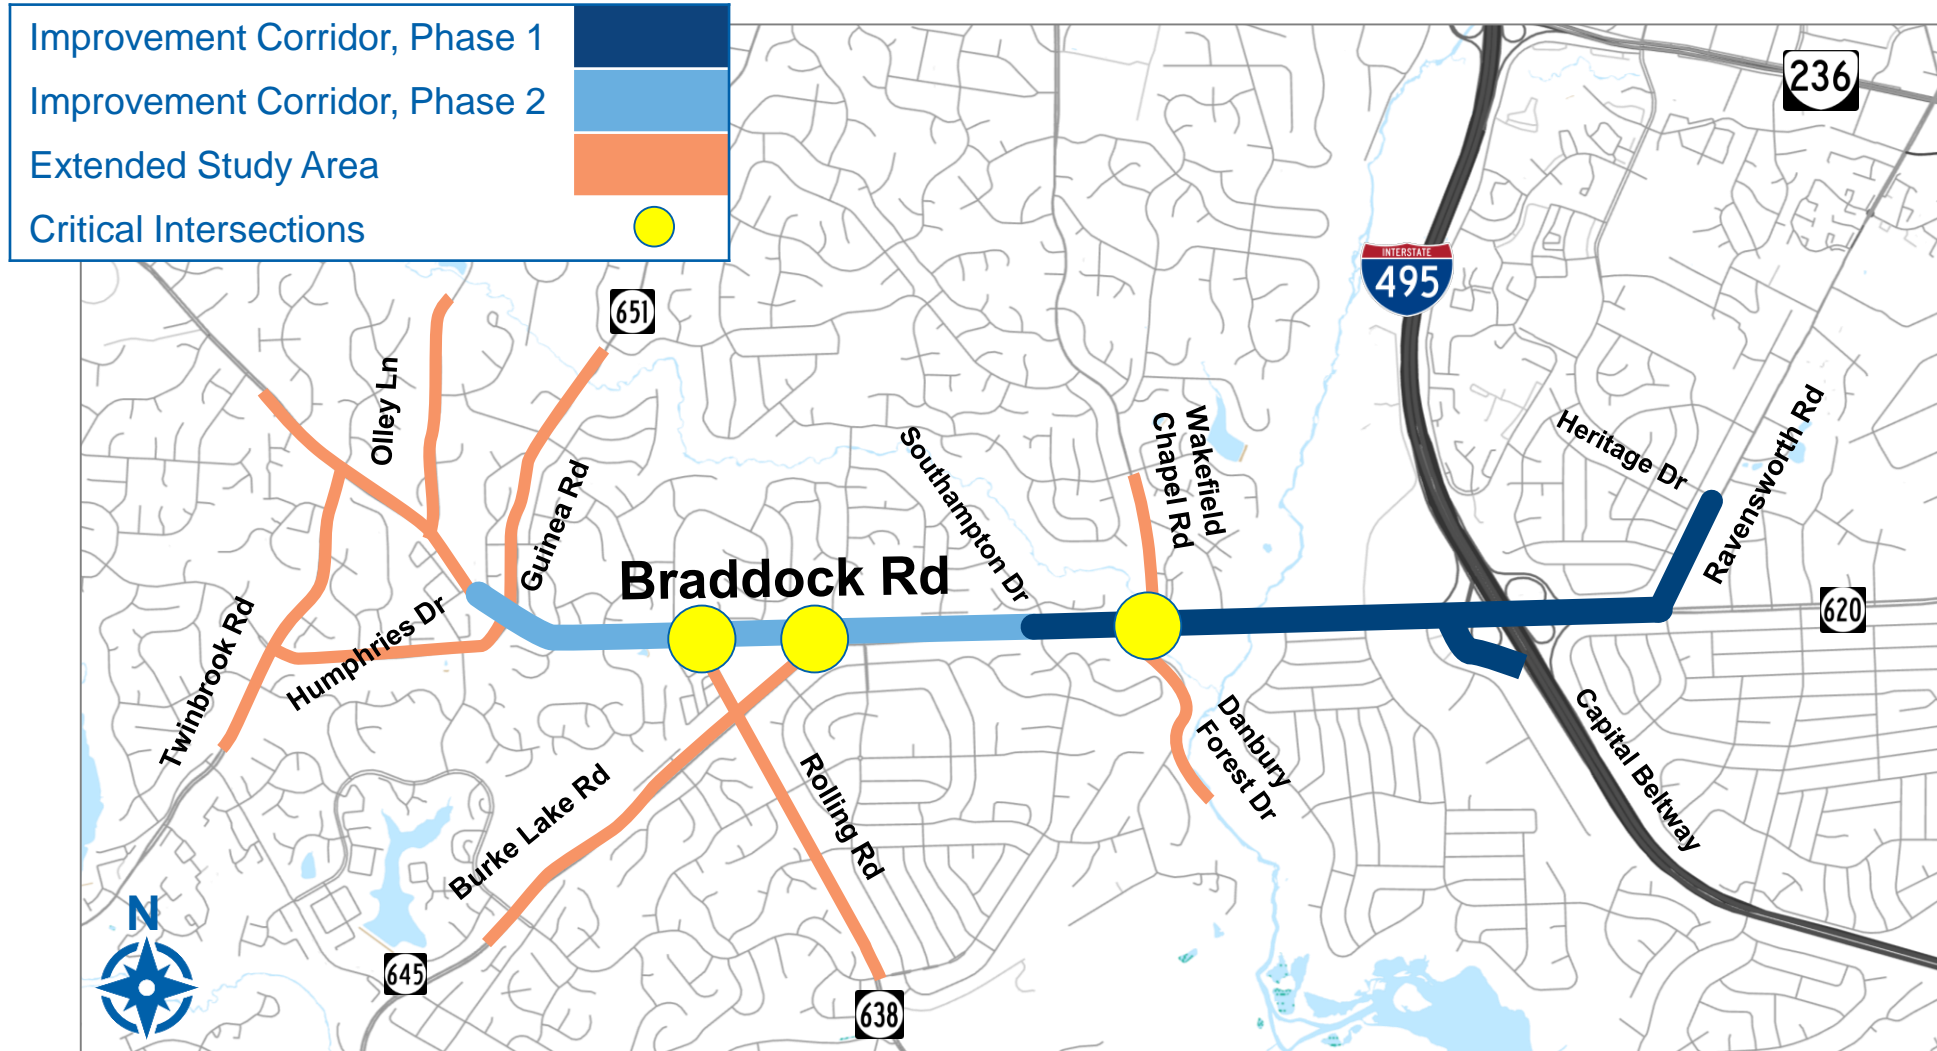 Improvement Corridor, Phase 1
Improvement Corridor, Phase 2
Extended Study Area
Critical Intersections
236
INTERSTATE
495
651
Olley Ln
Guinea Rd
Southampton Dr
Wakefield
Chapel Rd
Heritage Dr
Ravensworth Rd
Braddock Rd
620
Humphries Dr
Twinbrook Rd
Burke Lake Rd
Rolling Rd
Danbury
Forest Dr
Capital Beltway
N
645
638